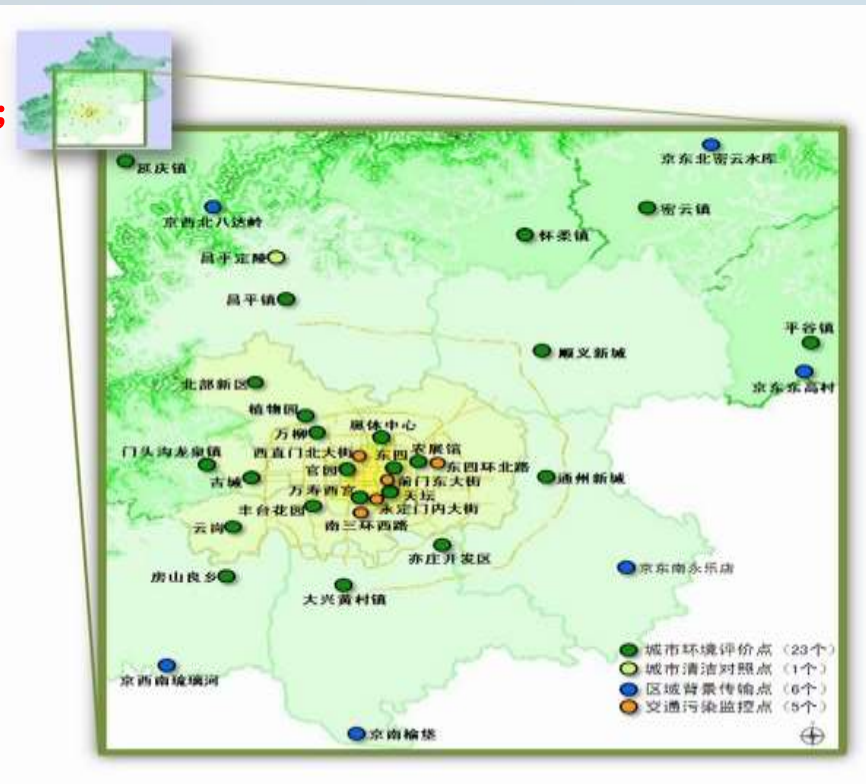 延庆镇
京东北密云水库
京西北八达岭
密云镇
怀柔镇
昌平定陵
昌平镇
平谷镇
顺义新城
京东东高村
北部新区
植物园
万柳
奥体中心
门头沟龙泉镇
西直门北大街
东四
农展馆
官园
东四环北路
古城
前门东大街
通州新城
万寿西宫
天坛
丰台花园
永定门内大街
南三环西路
云岗
亦庄开发区
京东南永乐店
房山良乡
大兴黄村镇
城市环境评价点（23个）
城市清洁对照点（1个）
京西南琉璃河
区域背景传输点（6个）
交通污染监控点（5个）
京南榆垡